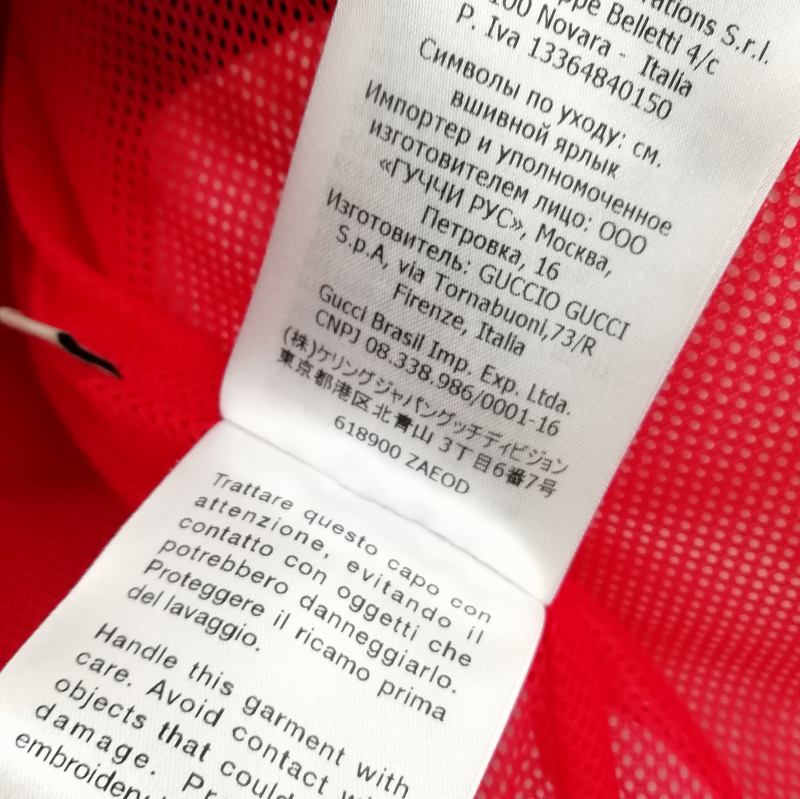 rations S.r.l.
ppe Belletti 4/c
100 Novara - Italia
P. Iva 13364840150
Символы по уходу: см.
вшивной ярлык
Импортер и уполномоченное
изготовителем лицо: ООО
«ГУЧЧИ РУС», Москва,
Петровка, 16
Изготовитель: GUCCIO GUCCI
S.p.A, via Tornabuoni,73/R
Firenze, Italia
Gucci Brasil Imp. Exp. Ltda.
CNPJ 08.338.986/0001-16
(株)ケリングジャパングッチディビジョン
東京都港区北青山 3丁目6番7号
618900 ZAEOD
Trattare questo capo con
attenzione, evitando il
contatto con oggetti che
potrebbero danneggiarlo.
Proteggere il ricamo prima
del lavaggio.
Handle this garment with
care. Avoid contact wi
objects that could
damage. Pr
embroider